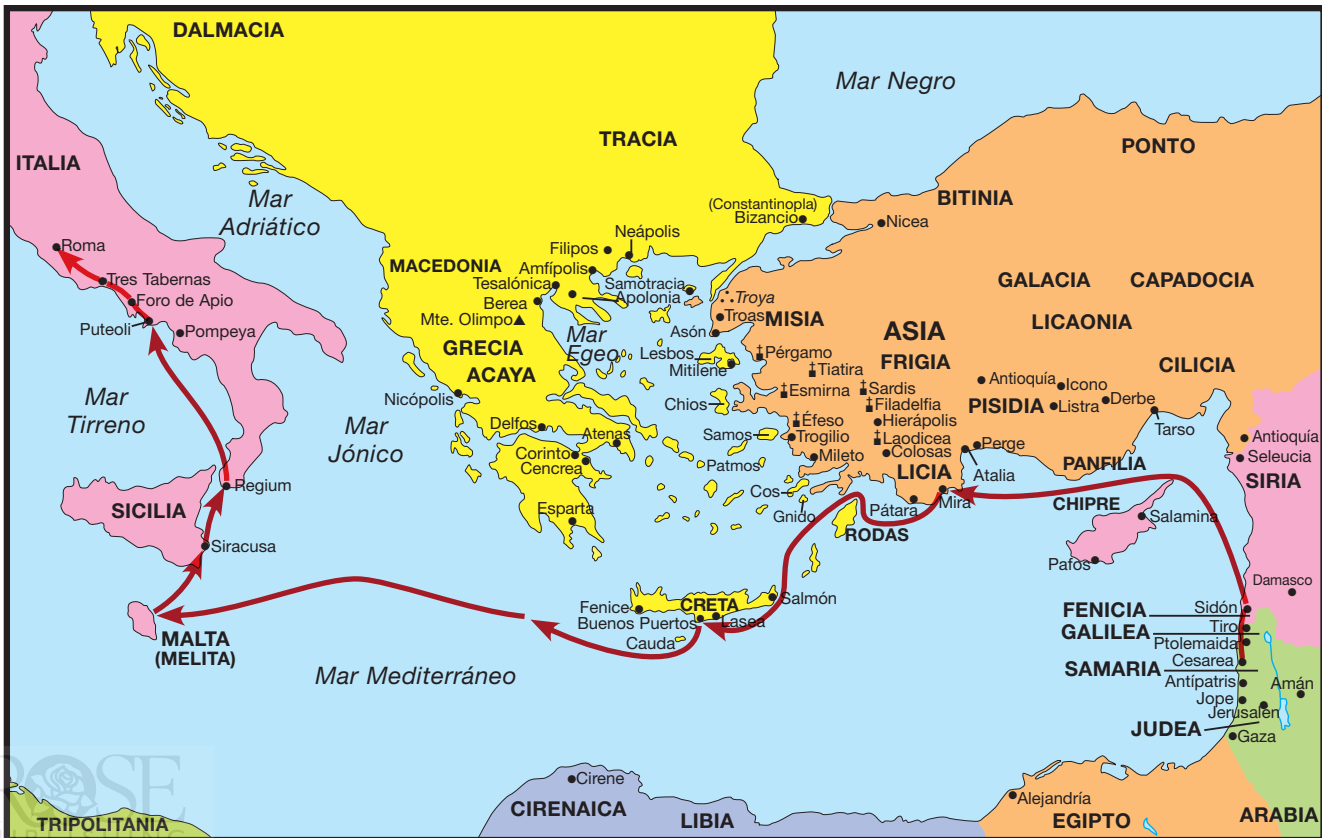 DALMACIA
Mar Negro
TRACIA
PONTO
ITALIA
BITINIA
Mar
Adriático
(Constantinopla)
Bizancio
Nicea
Neápolis
Filipos
Roma
MACEDONIA
Amfípolis
Tesalónica
Samotracia
Apolonia
GALACIA
CAPADOCIA
Tres Tabernas
Berea
Troya
Foro de Apio
Mte. Olimpo
Troas
MISIA
ASIA
LICAONIA
Puteoli
Pompeya
Mar
Egeo
Asón
GRECIA
ACAYA
Lesbos
Mitilene
Pérgamo
FRIGIA
Tiatira
CILICIA
Antioquía
Icono
Esmirna
Sardis
Nicópolis
Chios
Filadelfia
PISIDIA
Listra
Derbe
Mar
Tirreno
Mar
Jónico
Delfos
Atenas
Samos
Éfeso
Hierápolis
Tarso
Trogilio
Laodicea
Antioquía
Corinto
Cencrea
Patmos
Mileto
Colosas
Perge
Seleucia
LICIA
Atalia
PANFILIA
SIRIA
Regium
Cos
SICILIA
Esparta
Gnido
Pátara
Mira
CHIPRE
Salamina
RODAS
Siracusa
Pafos
Damasco
Salmón
Fenice
CRETA
FENICIA
Sidón
Buenos Puertos
Lasea
Tiro
MALTA
(MELITA)
Cauda
GALILEA
Ptolemaida
Cesarea
SAMARIA
Mar Mediterráneo
Antípatris
Amán
Jope
Jerusalén
JUDEA
Gaza
ROSE
PUBLISHING
Cirene
CIRENAICA
Alejandría
TRIPOLITANIA
LIBIA
EGIPTO
ARABIA